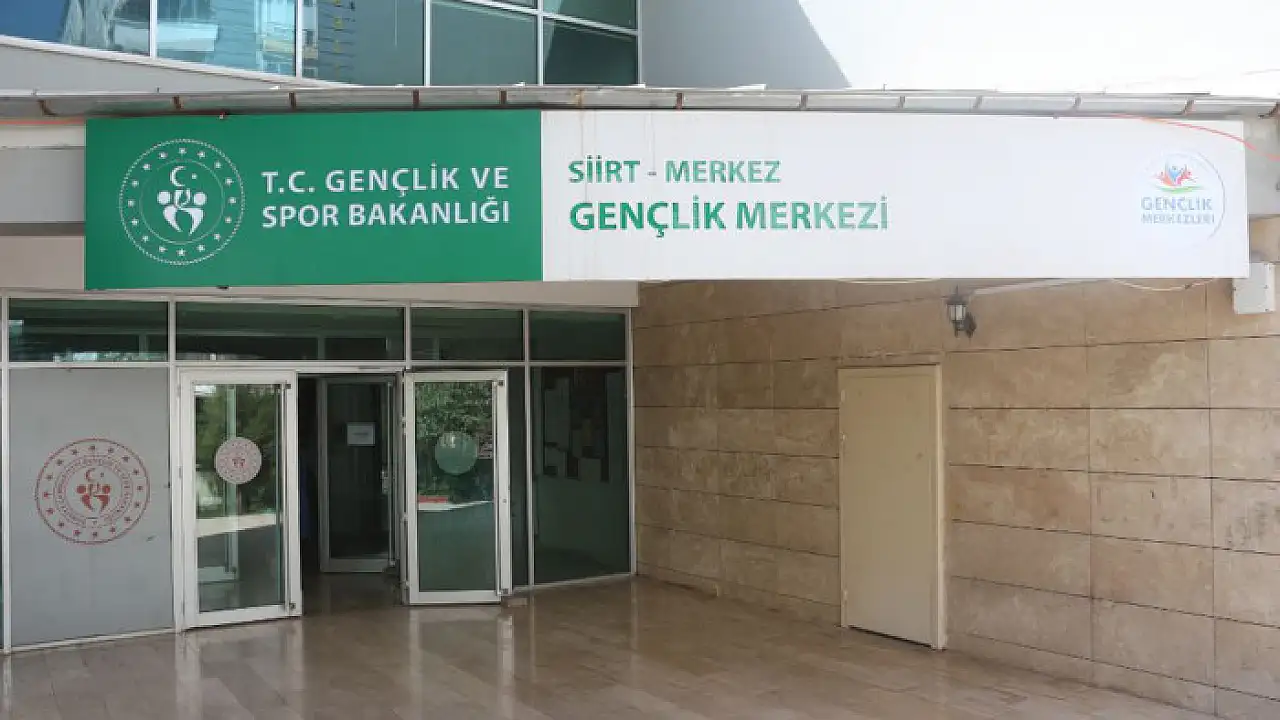 T.C. GENÇLİK VE
SPOR BAKANLIĞI
SİİRT - MERKEZ
GENÇLİK MERKEZİ
GENÇLİK
MERKEZLERİ